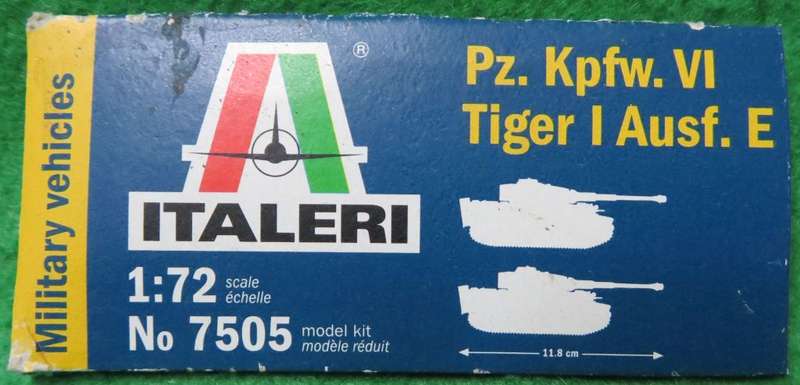 Military vehicles
®
ITALERI
1:72 scale
échelle
No 7505 model kit
modèle réduit
Pz. Kpfw. VI
Tiger I Ausf. E
11.8 cm